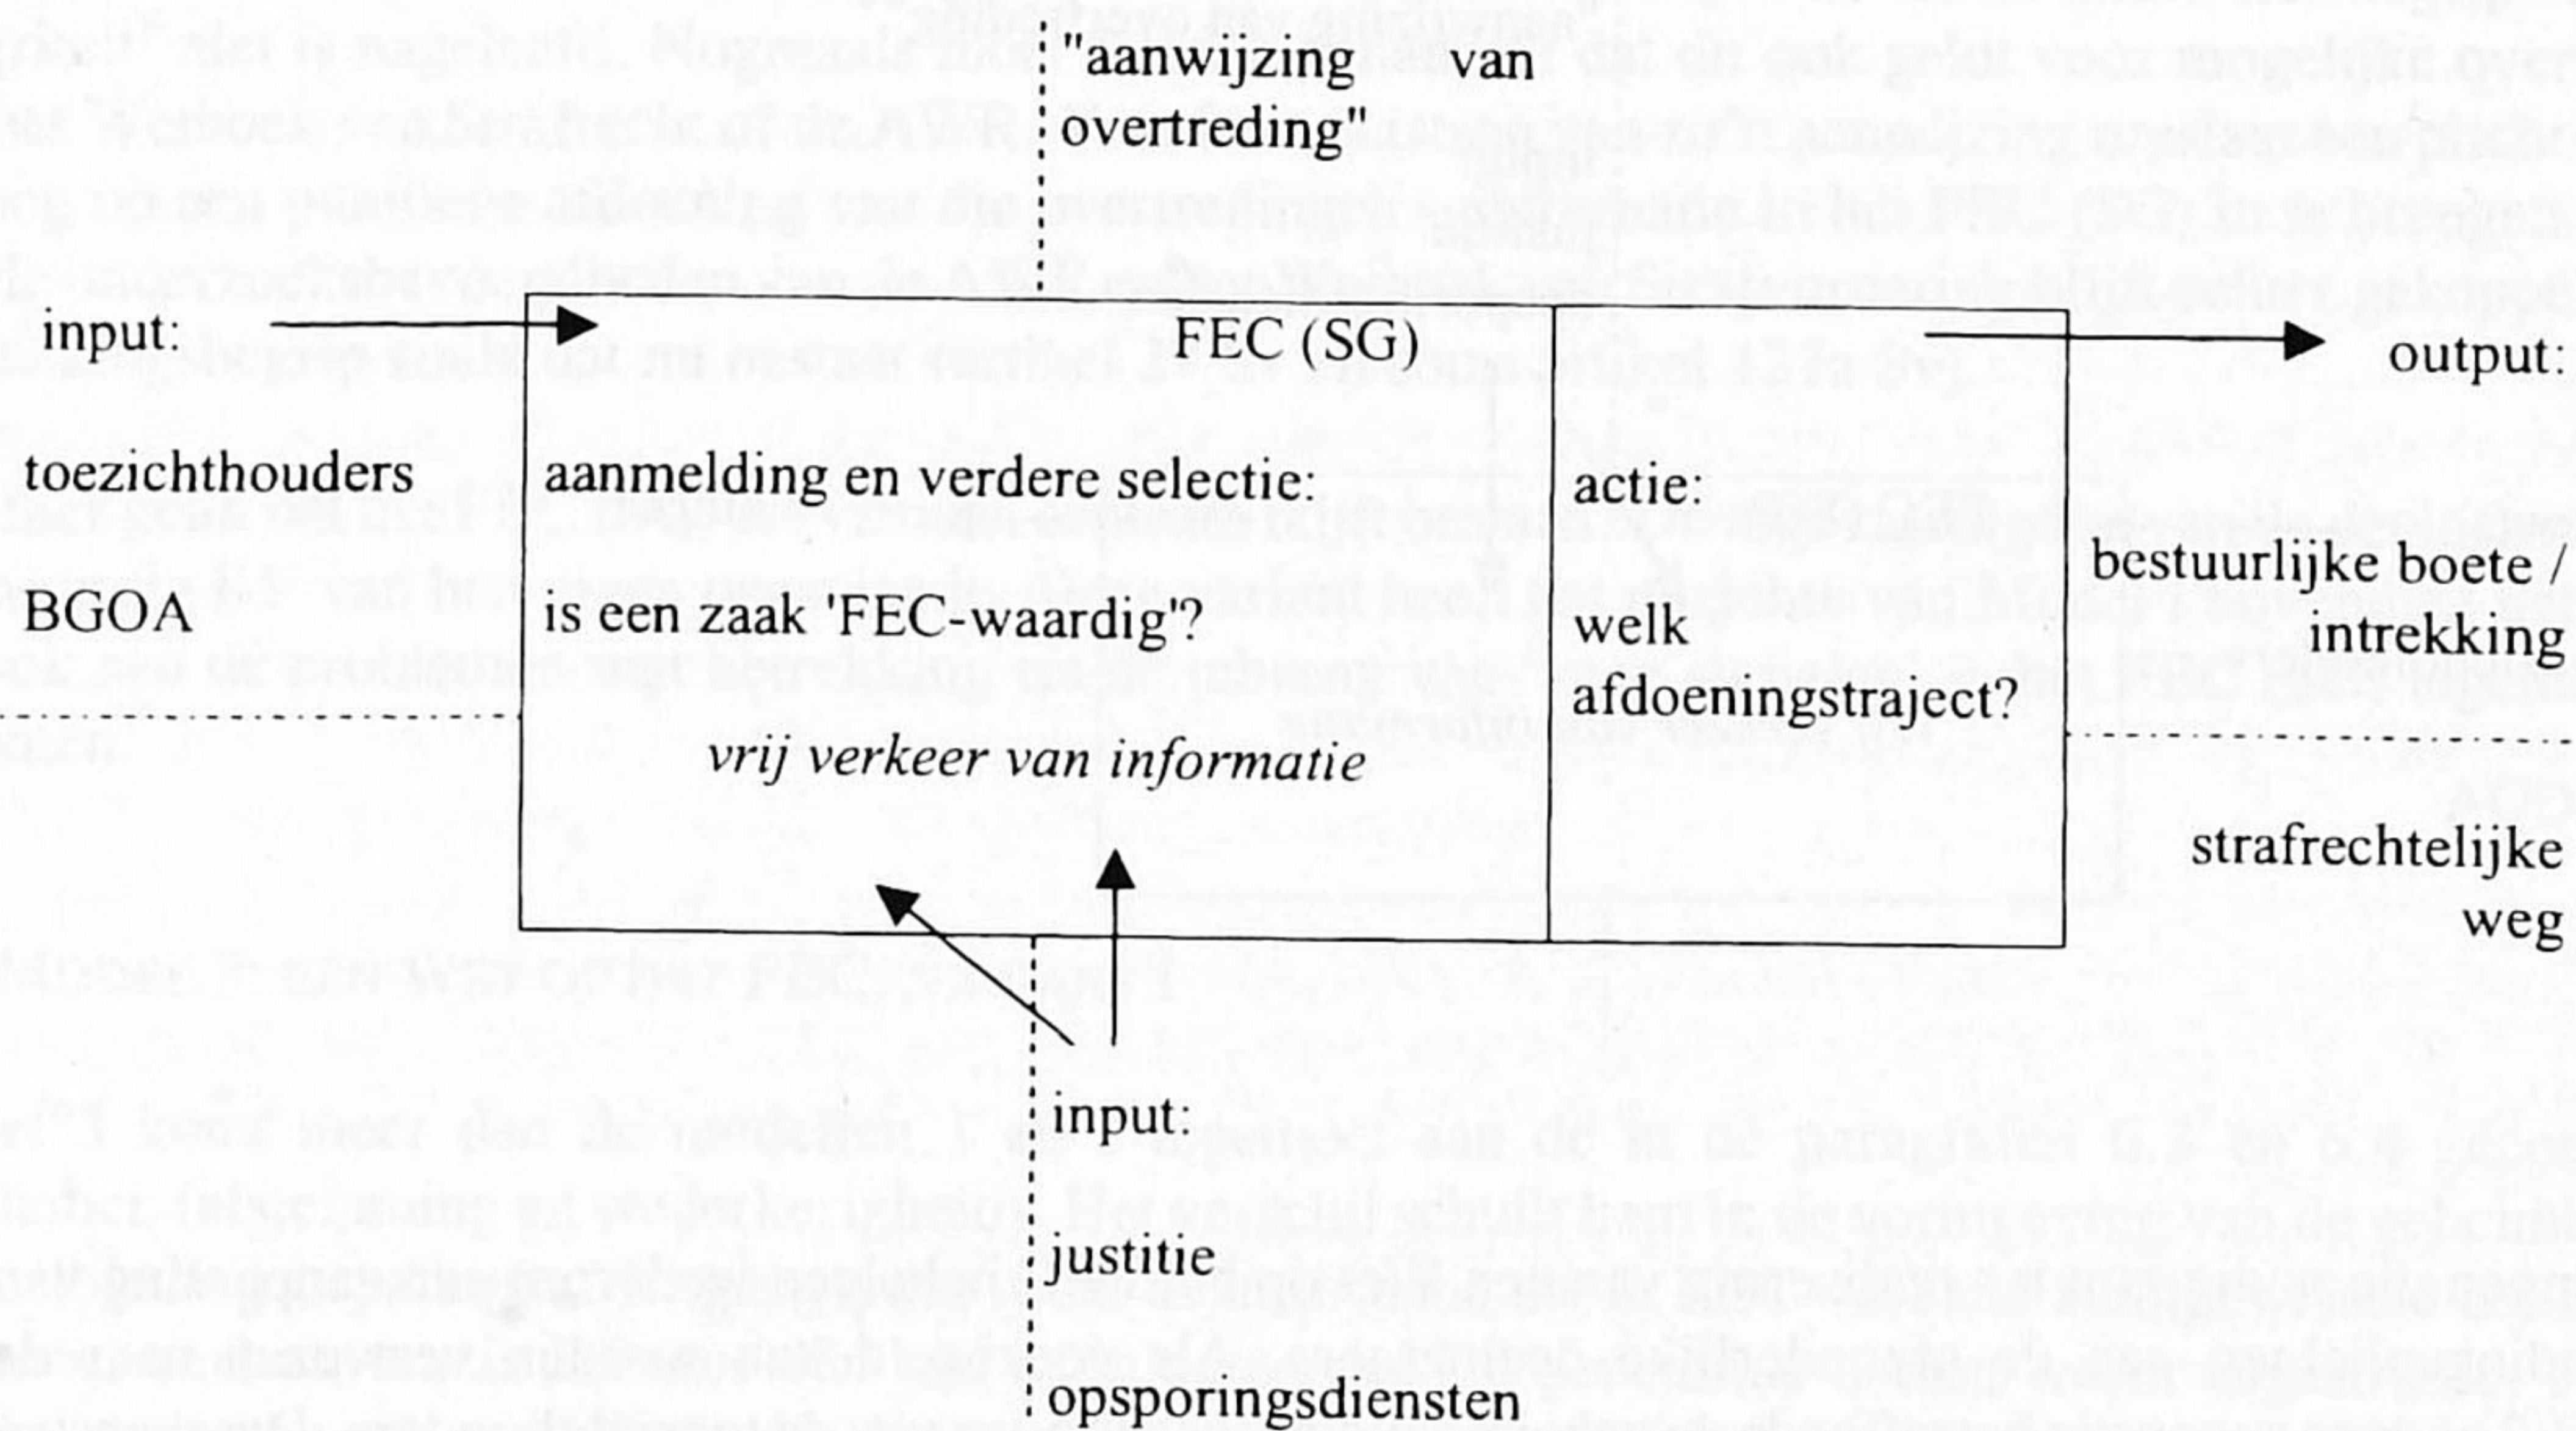 "aanwijzing van
overtreding"
input:
FEC (SG)
output:
toezichthouders
aanmelding en verdere selectie:
actie:
bestuurlijke boete /
intrekking
BGOA
is een zaak 'FEC-waardig'?
welk
afdoeningstraject?
vrij verkeer van informatie
strafrechtelijke
weg
input:
justitie
opsporingsdiensten